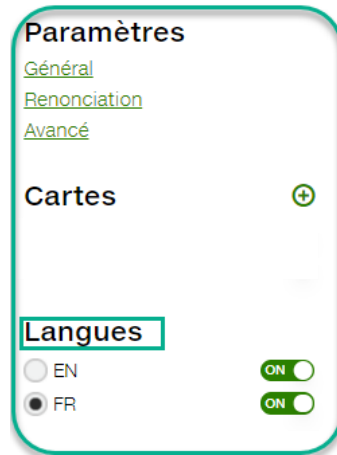 Paramètres
Général
Renonciation
Avancé
Cartes
Langues
EN ON
FR ON